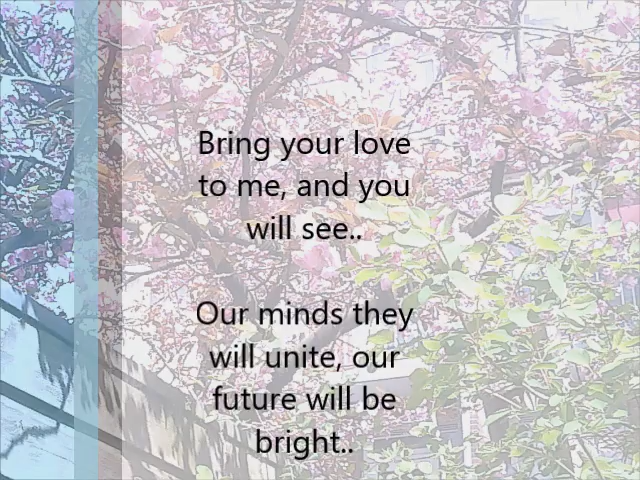 Bring your love
to me, and you
will see..
Our minds they
will unite, our
future will be
bright..